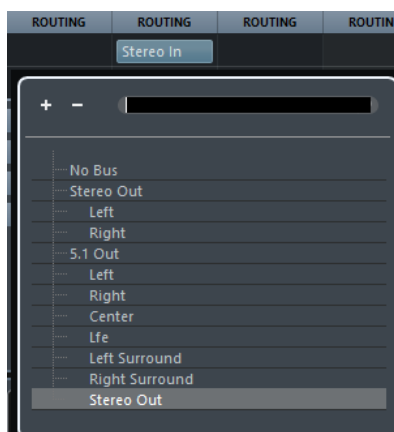 ROUTING ROUTING ROUTING ROUTIN
Stereo In
+ −
No Bus
Stereo Out
Left
Right
5.1 Out
Left
Right
Center
Lfe
Left Surround
Right Surround
Stereo Out